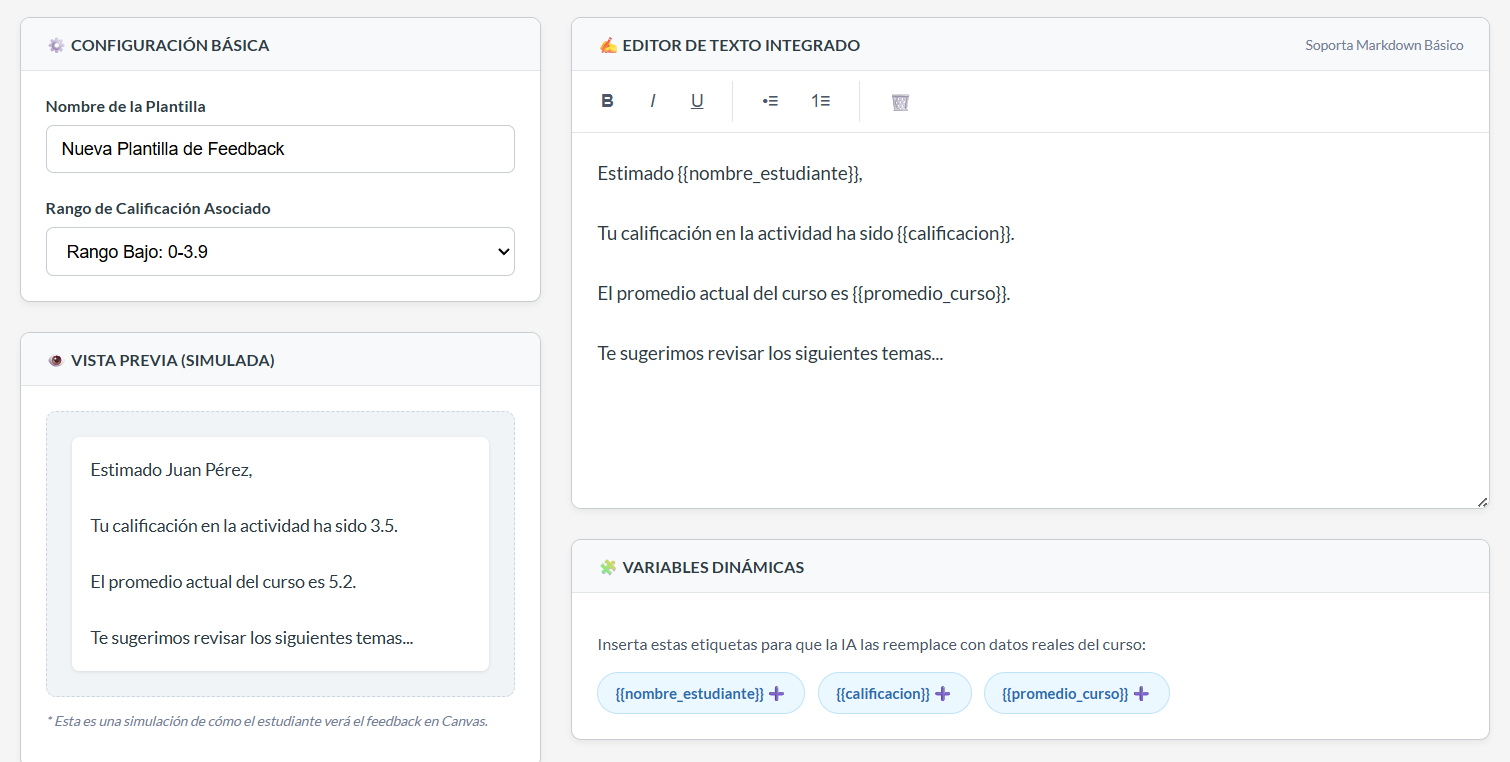 CONFIGURACIÓN BÁSICA
Nombre de la Plantilla
Nueva Plantilla de Feedback
Rango de Calificación Asociado
Rango Bajo: 0-3.9
VISTA PREVIA (SIMULADA)
Estimado Juan Pérez,
Tu calificación en la actividad ha sido 3.5.
El promedio actual del curso es 5.2.
Te sugerimos revisar los siguientes temas...
* Esta es una simulación de cómo el estudiante verá el feedback en Canvas.
EDITOR DE TEXTO INTEGRADO
Soporta Markdown Básico
B I U
Estimado {{nombre_estudiante}},
Tu calificación en la actividad ha sido {{calificacion}}.
El promedio actual del curso es {{promedio_curso}}.
Te sugerimos revisar los siguientes temas...
VARIABLES DINÁMICAS
Inserta estas etiquetas para que la IA las reemplace con datos reales del curso:
{{nombre_estudiante}} {{calificacion}} {{promedio_curso}}